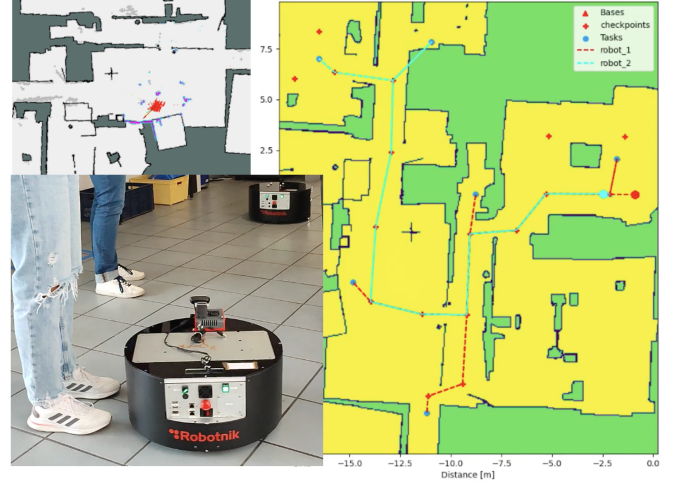 Bases
checkpoints
Tasks
robot_1
robot_2
7.5
5.0
2.5
−15.0
−12.5
−10.0
−7.5
−5.0
−2.5
0.0
Distance [m]
Robotnik
Robotnik